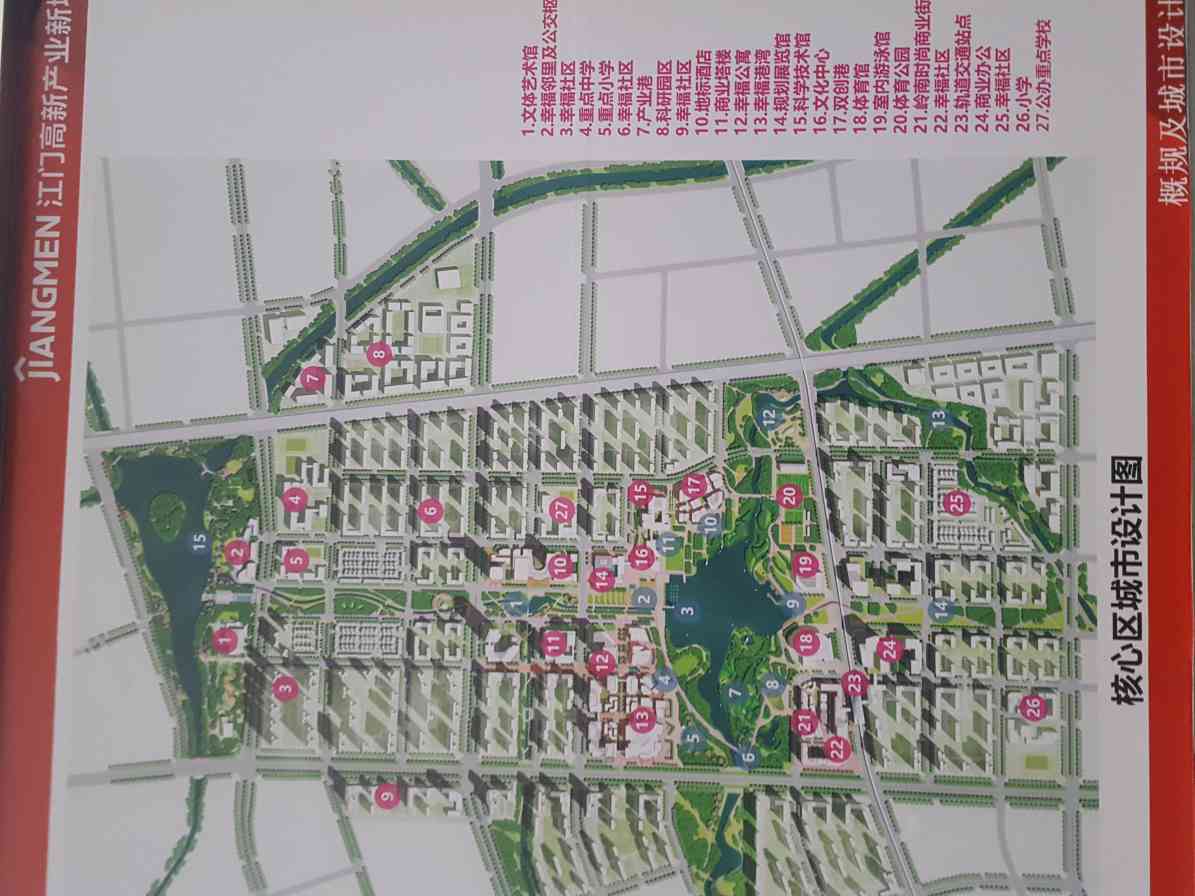 JIANGMEN 江门高新产业新城
1.文体艺术馆
2.幸福邻里及公交枢
3.幸福社区
4.重点中学
5.重点小学
6.幸福社区
7.产业港
8.科研园区
9.幸福社区
10.地标酒店
11.商业塔楼
12.幸福公寓
13.幸福港湾
14.规划展览馆
15.科学技术馆
16.文化中心
17.双创港
18.体育馆
19.室内游泳馆
20.体育公园
21.岭南时尚商业街
22.幸福社区
23.轨道交通站点
24.商业办公
25.幸福社区
26.小学
27.公办重点学校
7
8
15
2
1
4
5
3
6
9
27
10
11
1
15
17
16
14
12
13
11
10
2
3
4
5
7
6
12
20
19
9
18
8
21
22
23
24
13
25
14
26
核心区城市设计图
概规及城市设计